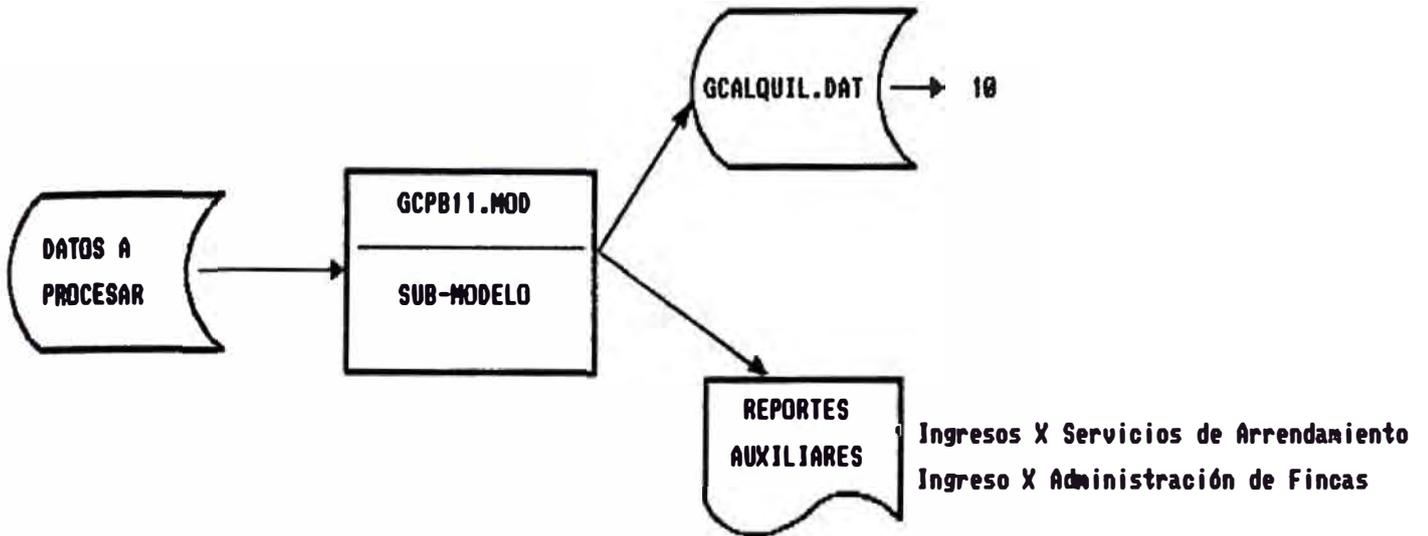 GCALQUIL.DAT
10
DATOS A
PROCESAR
GCPB11.MOD
SUB-MODELO
REPORTES
AUXILIARES
Ingresos X Servicios de Arrendamiento
Ingreso X Administración de Fincas